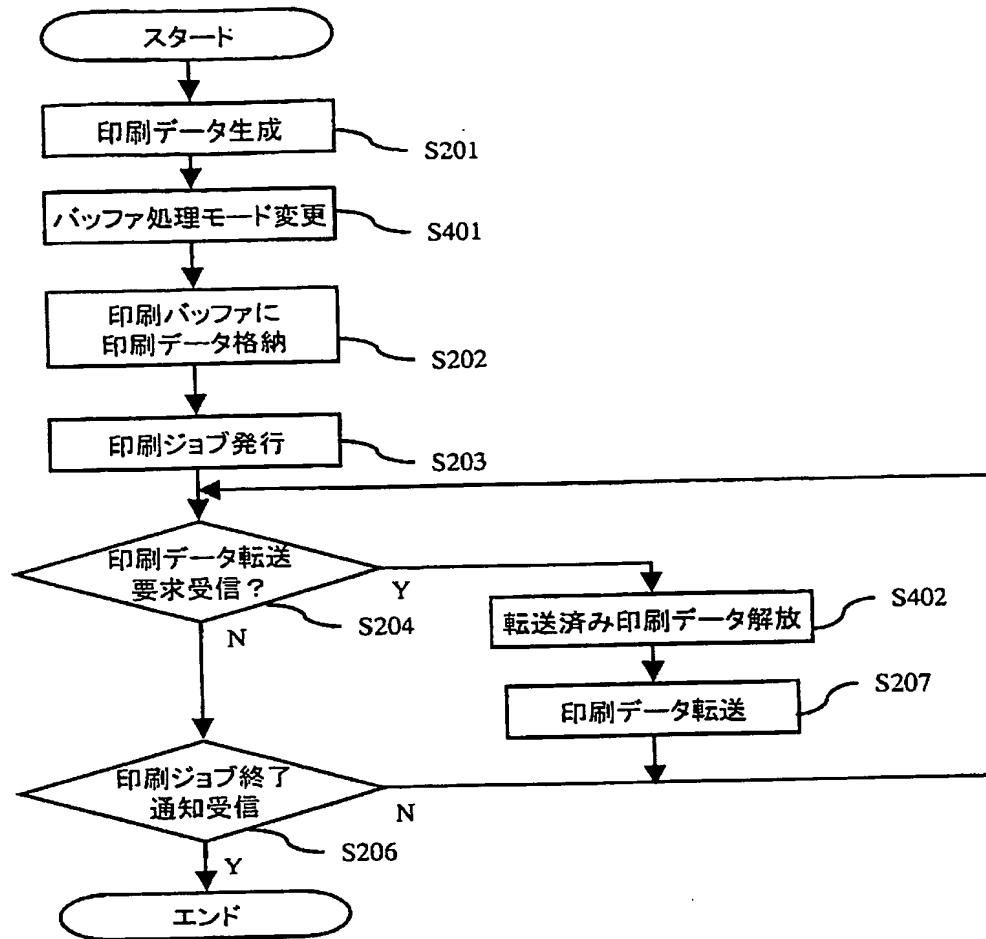 スタード
印刷データ生成
S201
バッファ処理モード変更
S401
印刷バッファに
印刷データ格納
S202
印刷ジョブ発行
S203
印刷データ転送
要求受信？
Y
S204
N
転送済み印刷データ解放
S402
印刷データ転送
S207
印刷ジョブ終了
通知受信
N
S206
Y
エンド